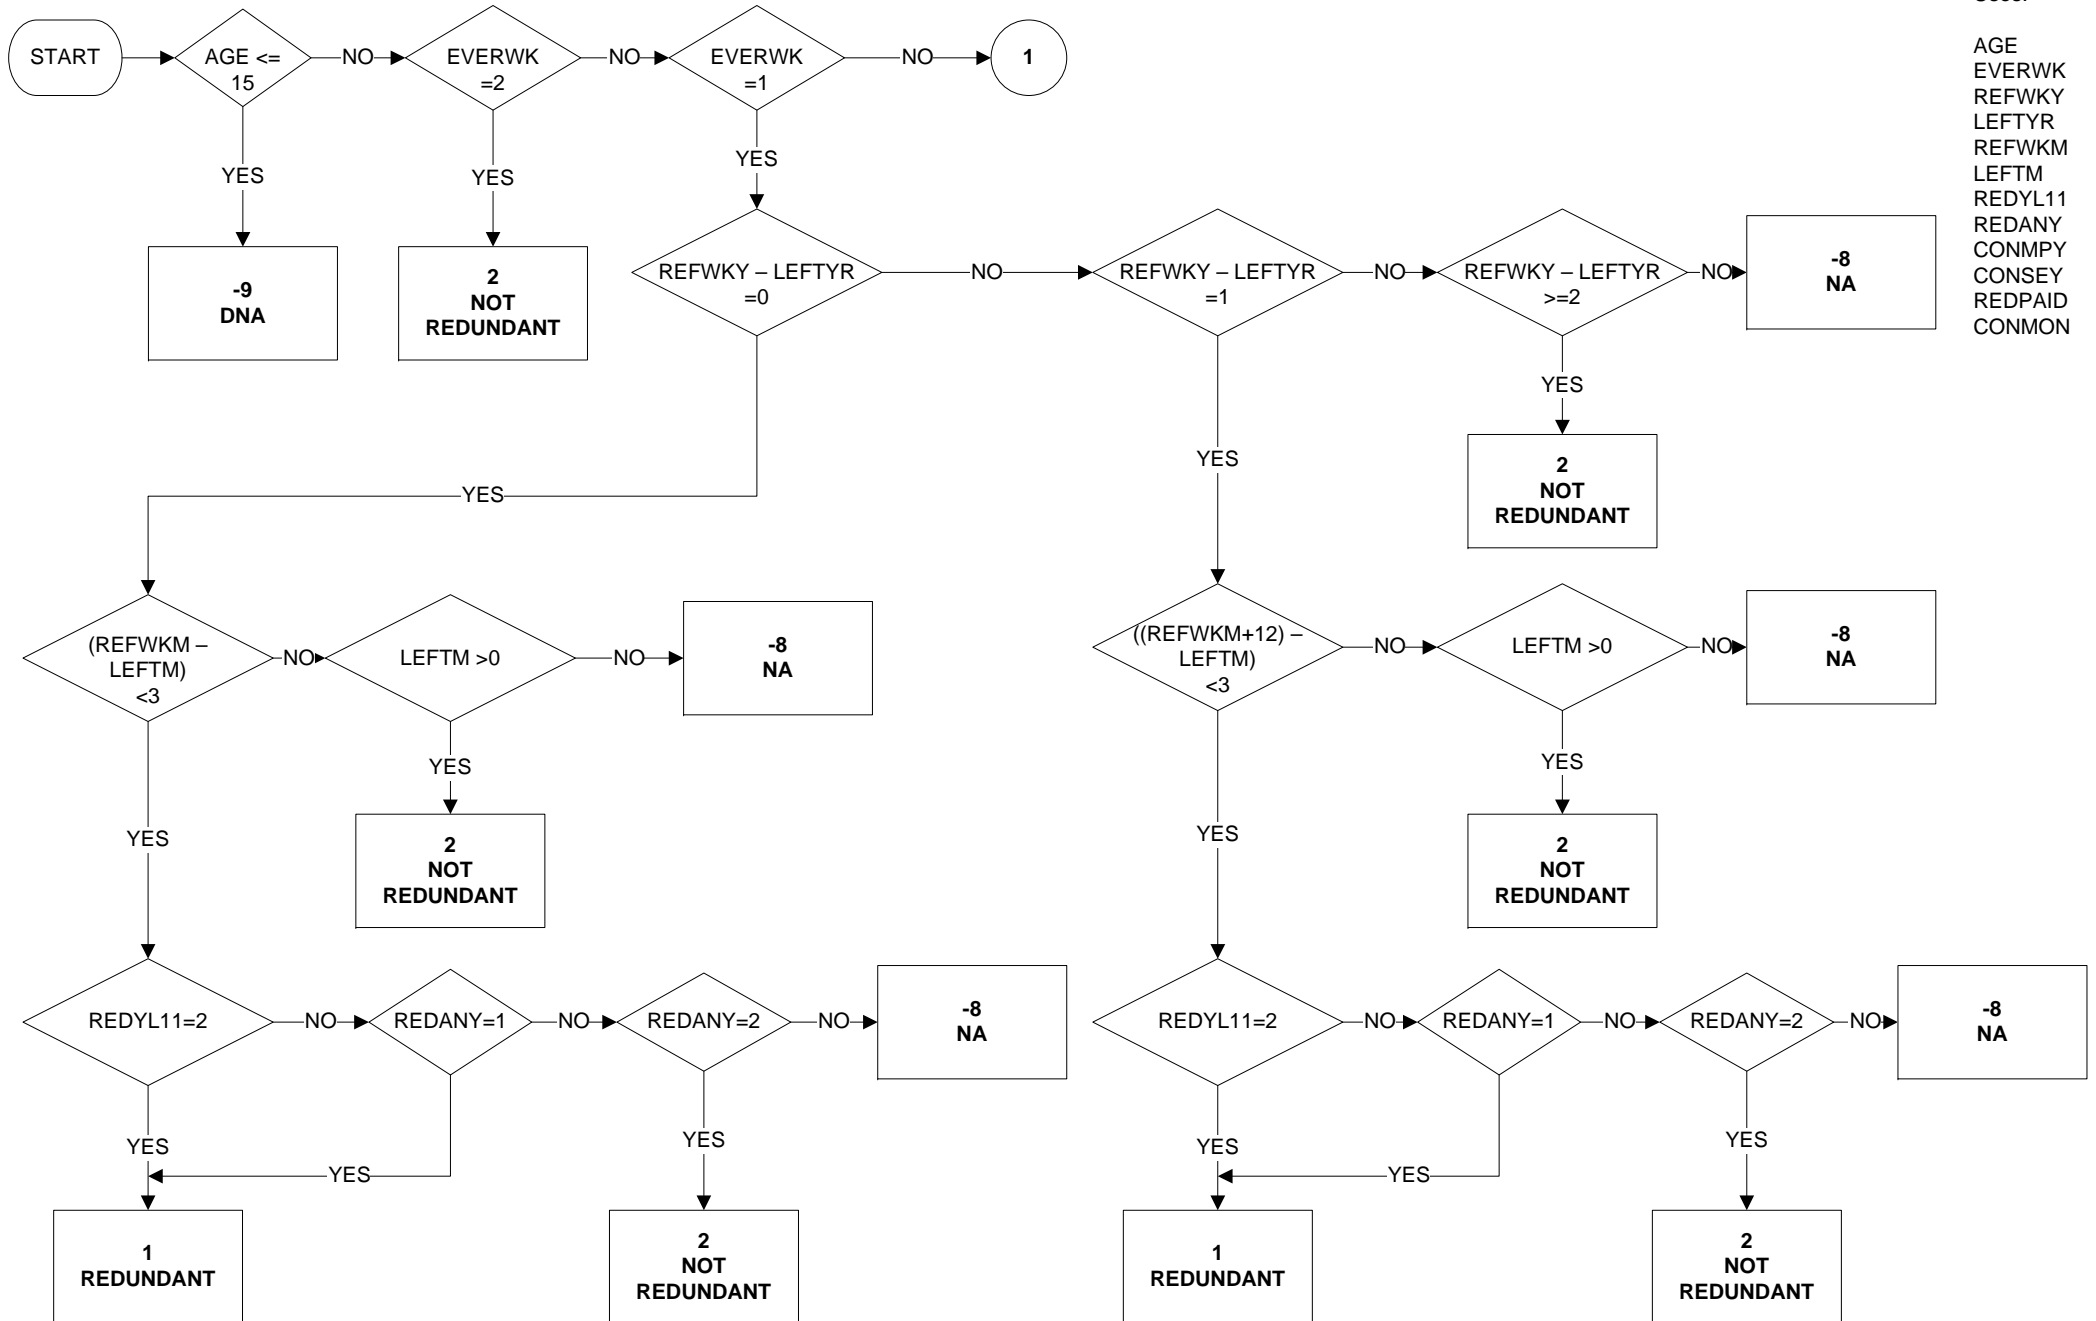 START
AGE <=
15
NO
EVERWK
=2
NO
EVERWK
=1
NO
1
AGE
EVERWK
REFWKY
LEFTYR
REFWKM
LEFTM
REDYL11
REDANY
CONMPY
CONSEY
REDPAID
CONMON
YES
YES
YES
-9
DNA
2
NOT
REDUNDANT
REFWKY – LEFTYR
=0
NO
REFWKY – LEFTYR
=1
NO
REFWKY – LEFTYR
>=2
NO
-8
NA
YES
2
NOT
REDUNDANT
YES
YES
(REFWKM –
LEFTM)
<3
NO
LEFTM >0
NO
-8
NA
((REFWKM+12) –
LEFTM)
<3
NO
LEFTM >0
NO
-8
NA
YES
YES
2
NOT
REDUNDANT
2
NOT
REDUNDANT
YES
YES
REDYL11=2
NO
REDANY=1
NO
REDANY=2
NO
-8
NA
REDYL11=2
NO
REDANY=1
NO
REDANY=2
NO
-8
NA
YES
YES
YES
YES
YES
YES
1
REDUNDANT
2
NOT
REDUNDANT
1
REDUNDANT
2
NOT
REDUNDANT